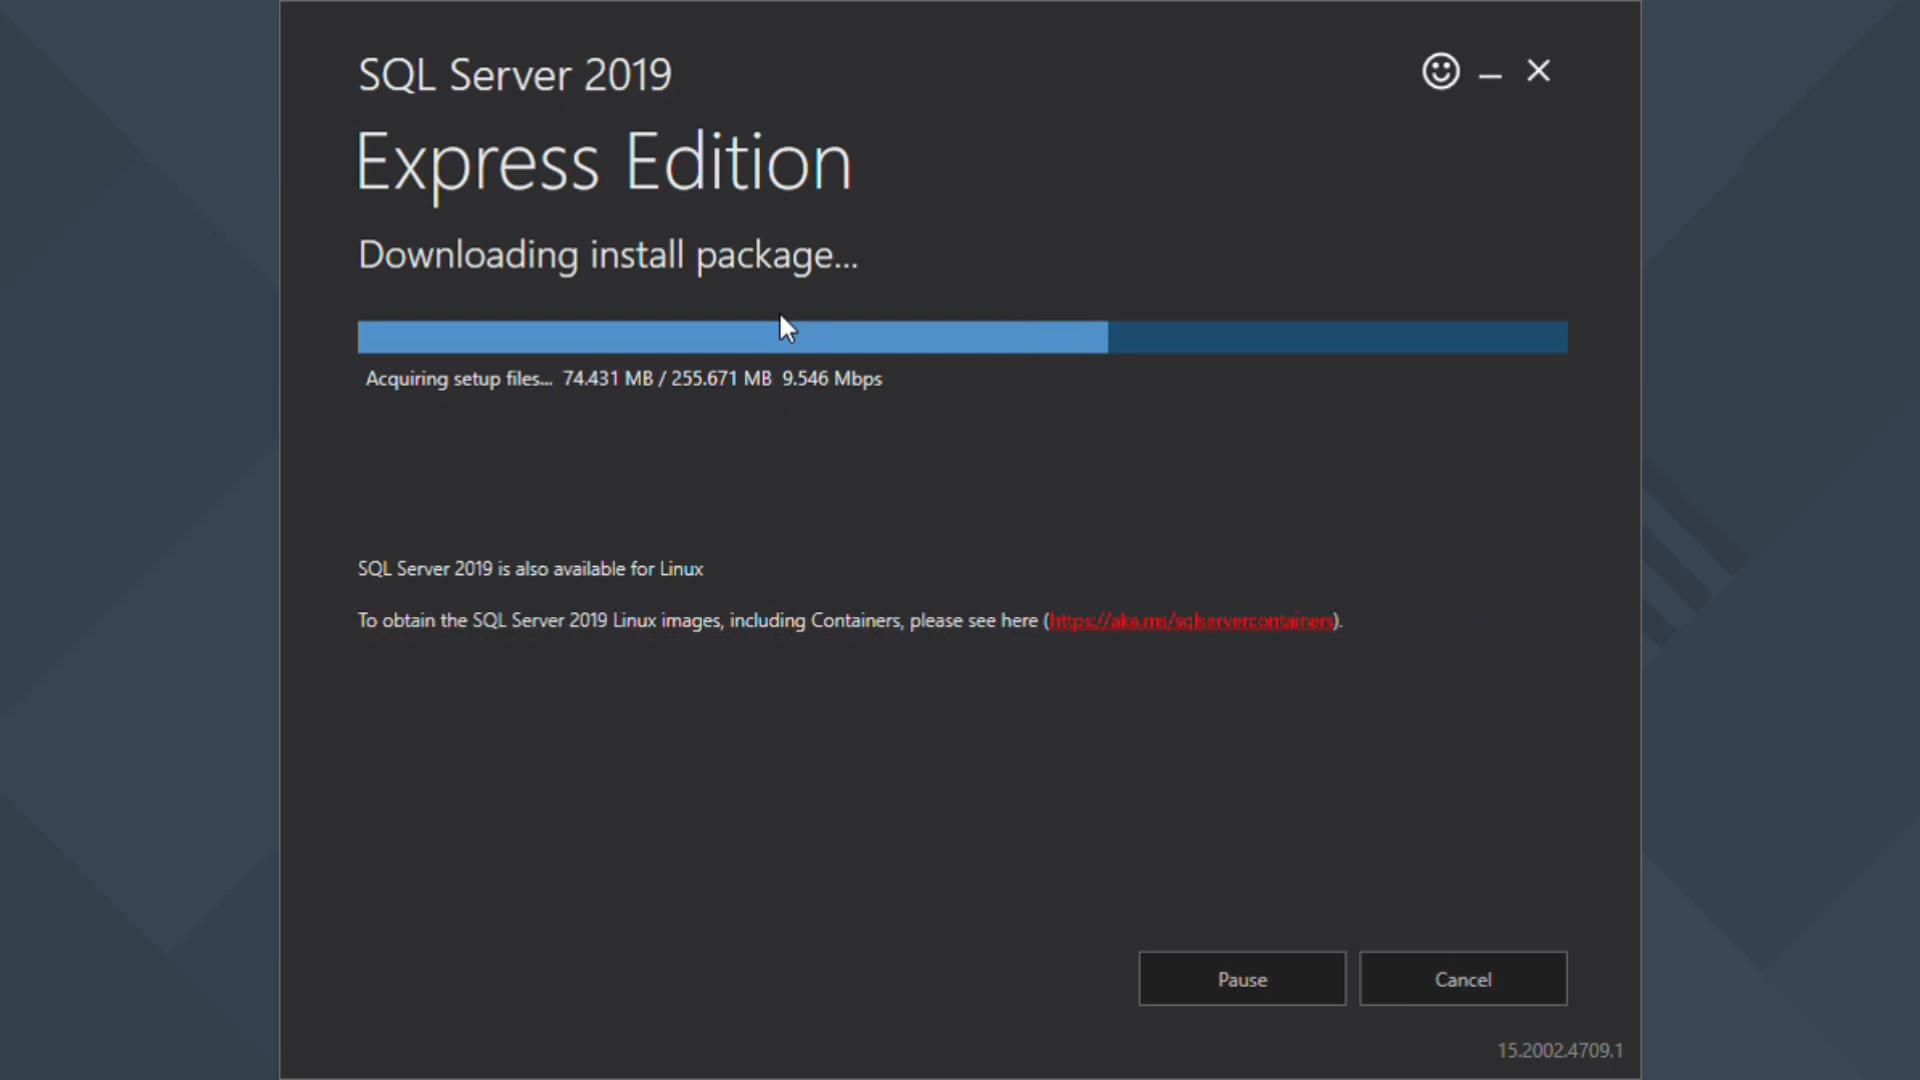 SQL Server 2019
Express Edition
Downloading install package...
Acquiring setup files... 74.431 MB / 255.671 MB 9.546 Mbps
SQL Server 2019 is also available for Linux
To obtain the SQL Server 2019 Linux images, including Containers, please see here (https://aka.ms/sqlservercontainers).
Pause Cancel
15.2002.4709.1